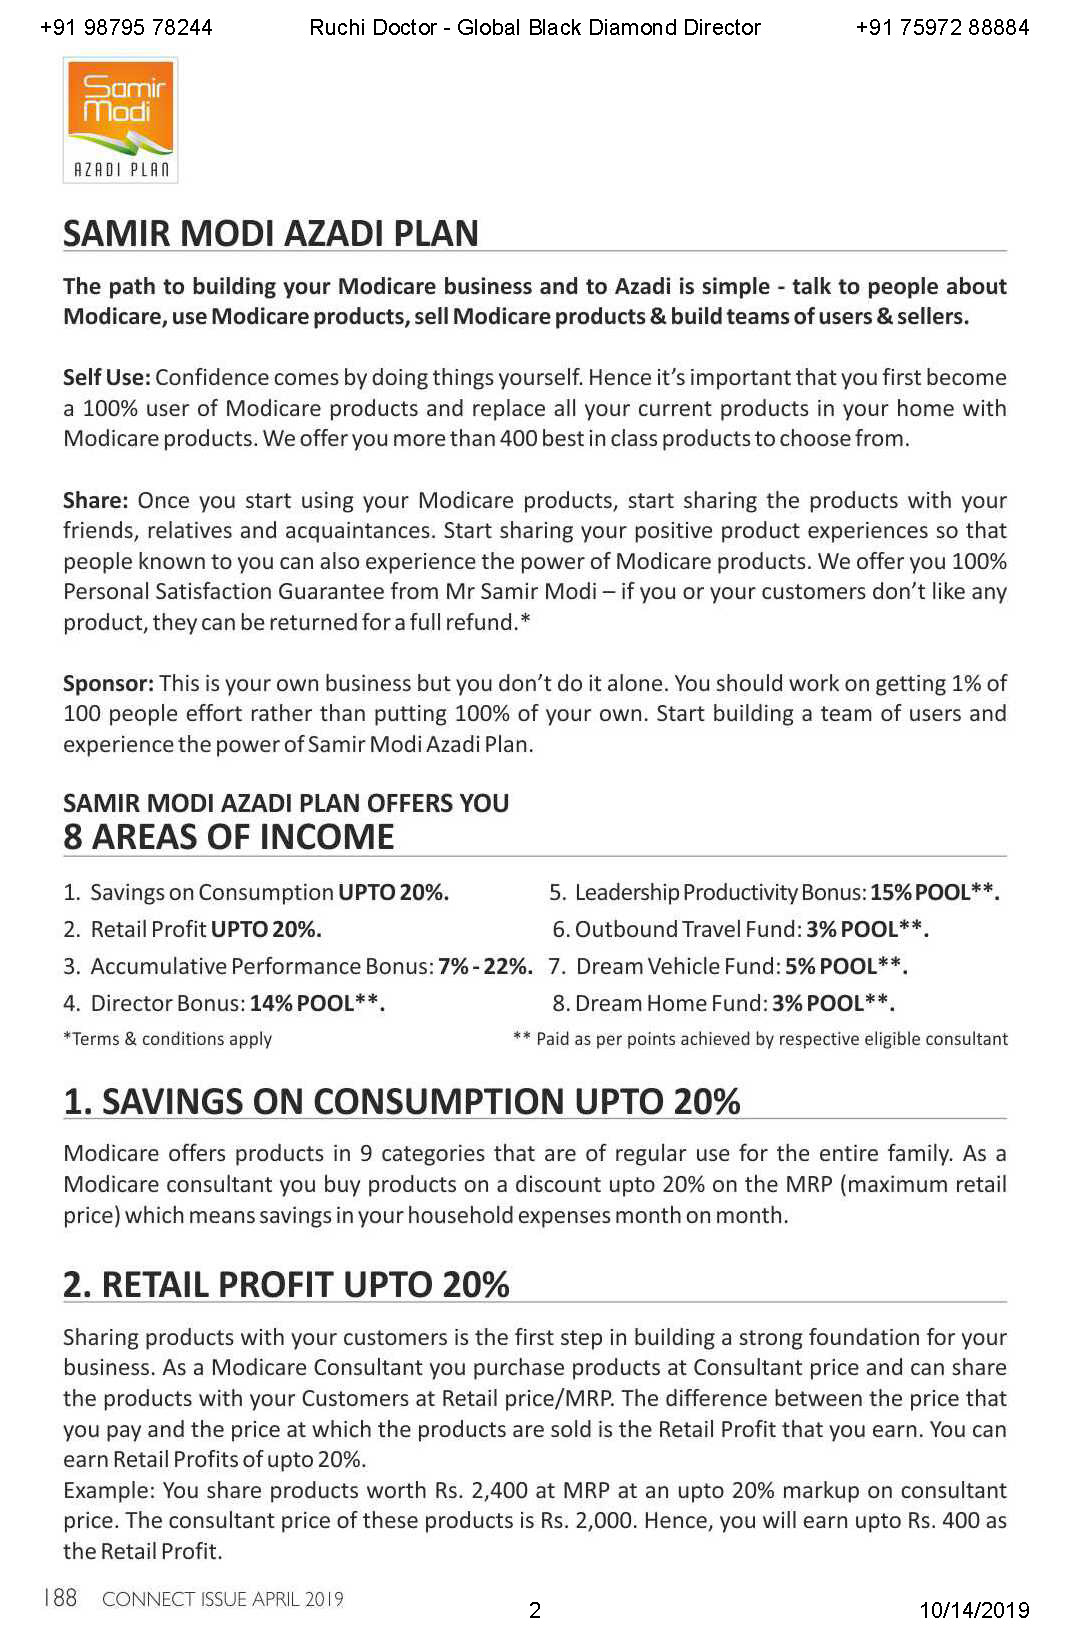 +91 98795 78244 Ruchi Doctor - Global Black Diamond Director +91 75972 88884
Samir
Modi
AZADI PLAN
SAMIR MODI AZADI PLAN
The path to building your Modicare business and to Azadi is simple - talk to people about
Modicare, use Modicare products, sell Modicare products & build teams of users & sellers.
Self Use: Confidence comes by doing things yourself. Hence it's important that you first become
a 100% user of Modicare products and replace all your current products in your home with
Modicare products. We offer you more than 400 best in class products to choose from.
Share: Once you start using your Modicare products, start sharing the products with your
friends, relatives and acquaintances. Start sharing your positive product experiences so that
people known to you can also experience the power of Modicare products. We offer you 100%
Personal Satisfaction Guarantee from Mr Samir Modi – if you or your customers don't like any
product, they can be returned for a full refund.*
Sponsor: This is your own business but you don't do it alone. You should work on getting 1% of
100 people effort rather than putting 100% of your own. Start building a team of users and
experience the power of Samir Modi Azadi Plan.
SAMIR MODI AZADI PLAN OFFERS YOU
8 AREAS OF INCOME
1. Savings on Consumption UPTO 20%.
2. Retail Profit UPTO 20%.
3. Accumulative Performance Bonus: 7% - 22%.
4. Director Bonus: 14% POOL**.
5. Leadership Productivity Bonus: 15% POOL**.
6. Outbound Travel Fund: 3% POOL**.
7. Dream Vehicle Fund: 5% POOL**.
8. Dream Home Fund: 3% POOL**.
*Terms & conditions apply
** Paid as per points achieved by respective eligible consultant
1. SAVINGS ON CONSUMPTION UPTO 20%
Modicare offers products in 9 categories that are of regular use for the entire family. As a
Modicare consultant you buy products on a discount upto 20% on the MRP (maximum retail
price) which means savings in your household expenses month on month.
2. RETAIL PROFIT UPTO 20%
Sharing products with your customers is the first step in building a strong foundation for your
business. As a Modicare Consultant you purchase products at Consultant price and can share
the products with your Customers at Retail price/MRP. The difference between the price that
you pay and the price at which the products are sold is the Retail Profit that you earn. You can
earn Retail Profits of upto 20%.
Example: You share products worth Rs. 2,400 at MRP at an upto 20% markup on consultant
price. The consultant price of these products is Rs. 2,000. Hence, you will earn upto Rs. 400 as
the Retail Profit.
188 CONNECT ISSUE APRIL 2019
2
10/14/2019